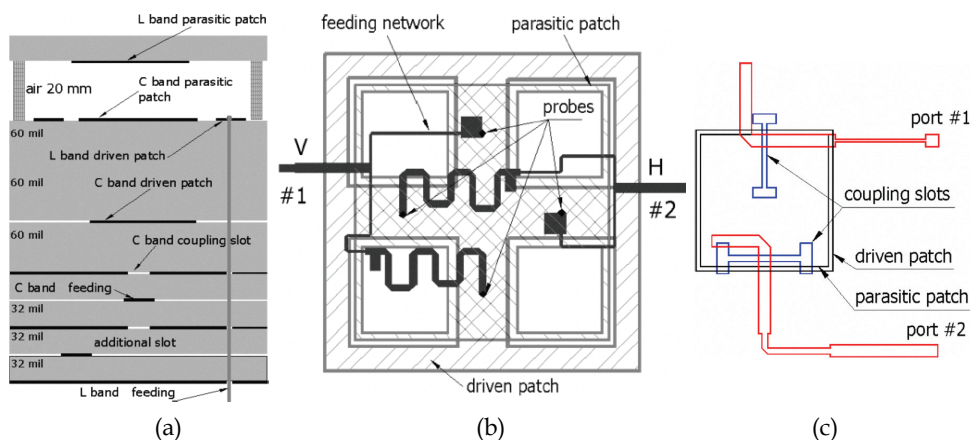 L band parasitic patch
C band parasitic
patch
air 20 mm
60 mil
L band driven patch
60 mil
C band driven patch
60 mil
C band coupling slot
C band feeding
32 mil
32 mil
additional slot
32 mil
L band feeding
(a)
feeding network
parasitic patch
probes
V
#1
H
#2
driven patch
(b)
port #1
coupling slots
driven patch
parasitic patch
port #2
(c)